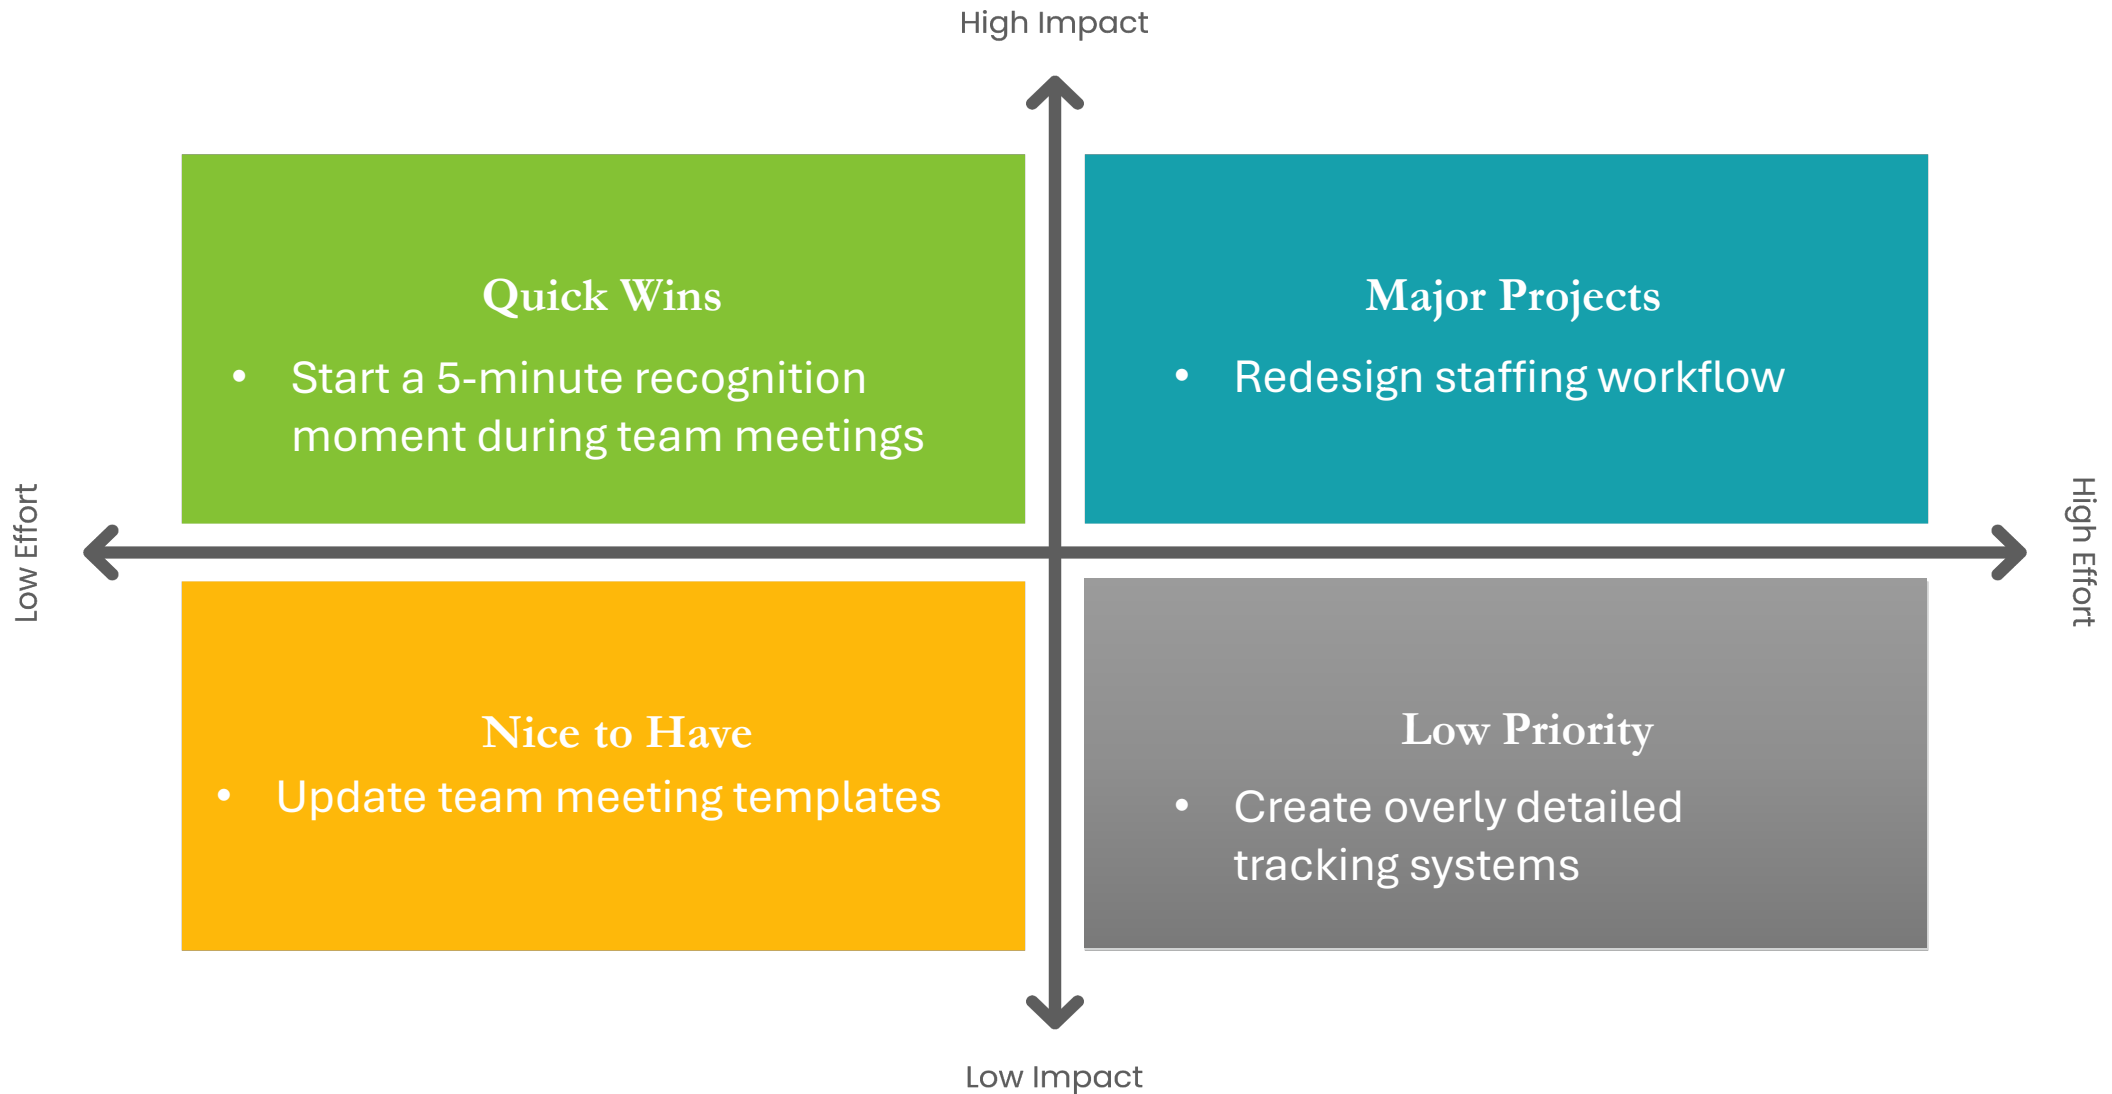 High Impact
Quick Wins
• Start a 5-minute recognition
moment during team meetings
Major Projects
• Redesign staffing workflow
Low Effort
High Effort
Nice to Have
• Update team meeting templates
Low Priority
• Create overly detailed
tracking systems
Low Impact